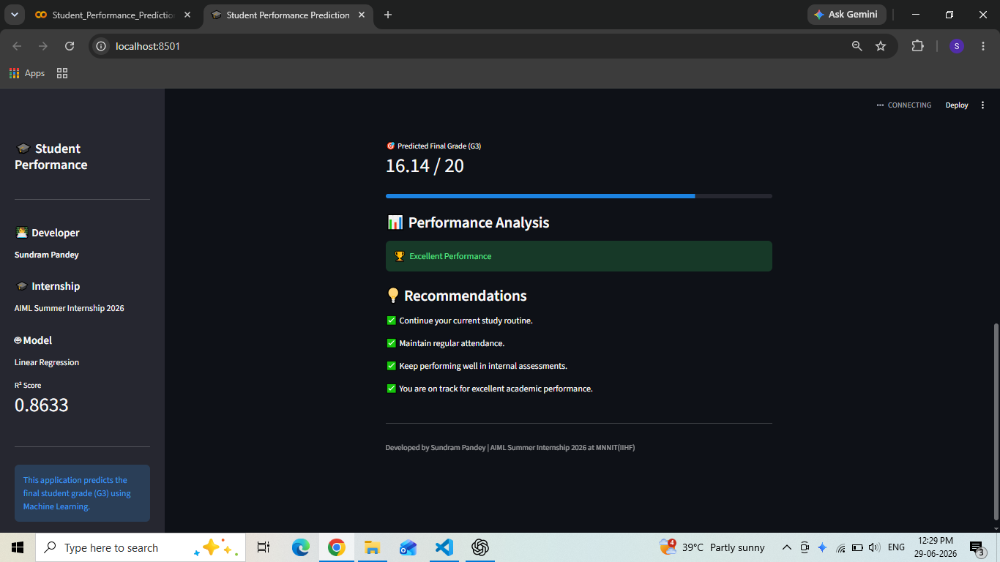 Student_Performance_Predictio
Student Performance Prediction
Ask Gemini
localhost:8501
S
Apps
CONNECTING
Deploy
Student
Performance
Developer
Sundram Pandey
Internship
AIML Summer Internship 2026
Model
Linear Regression
R² Score
0.8633
This application predicts the
final student grade (G3) using
Machine Learning.
Predicted Final Grade (G3)
16.14 / 20
Performance Analysis
Excellent Performance
Recommendations
Continue your current study routine.
Maintain regular attendance.
Keep performing well in internal assessments.
You are on track for excellent academic performance.
Developed by Sundram Pandey | AIML Summer Internship 2026 at MNNIT(IIHF)
Type here to search
4
39°C Partly sunny
ENG
12:29 PM
29-06-2026
3